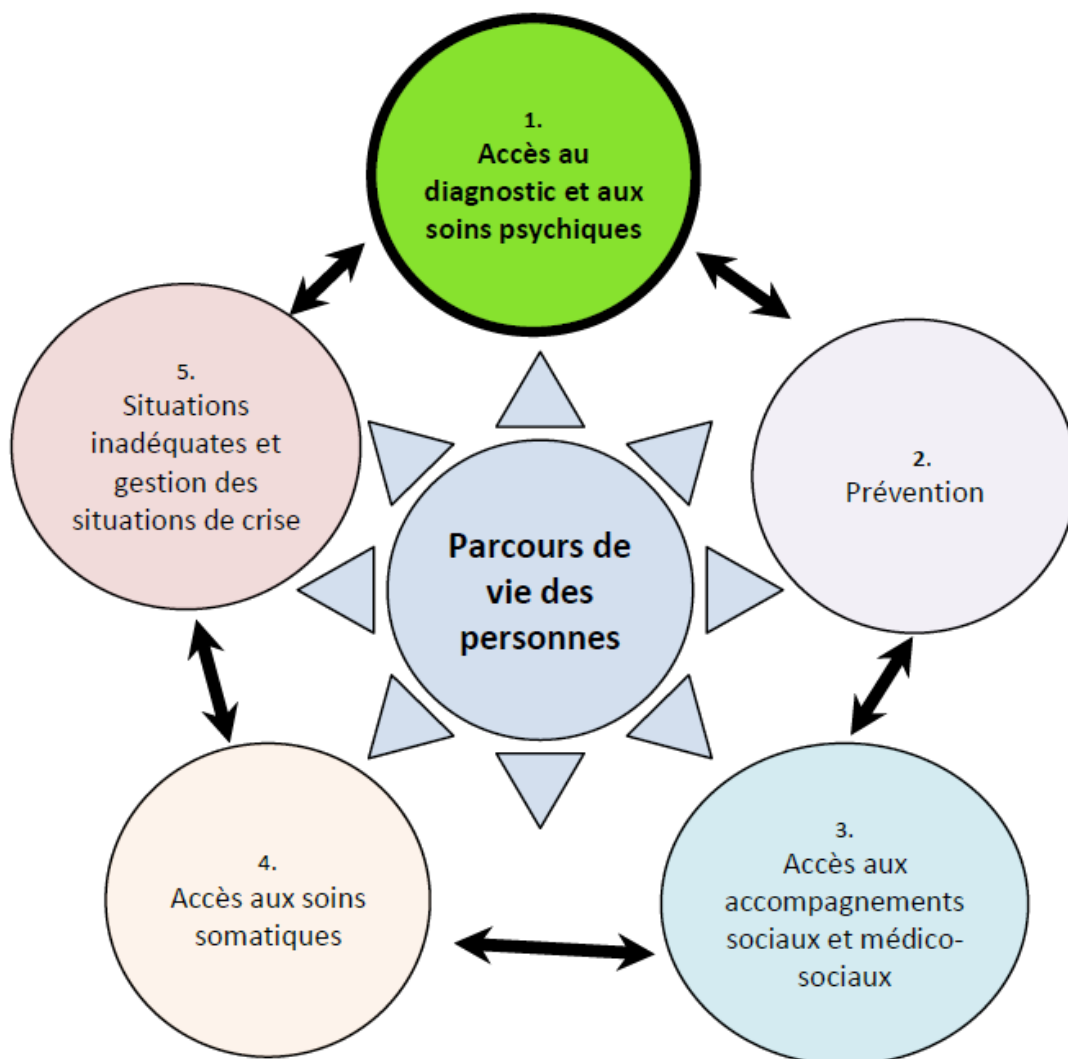 1.
Accès au
diagnostic et aux
soins psychiques
2.
Prévention
3.
Accès aux
accompagnements
sociaux et médico-
sociaux
4.
Accès aux soins
somatiques
5.
Situations
inadéquates et
gestion des
situations de crise
Parcours de
vie des
personnes